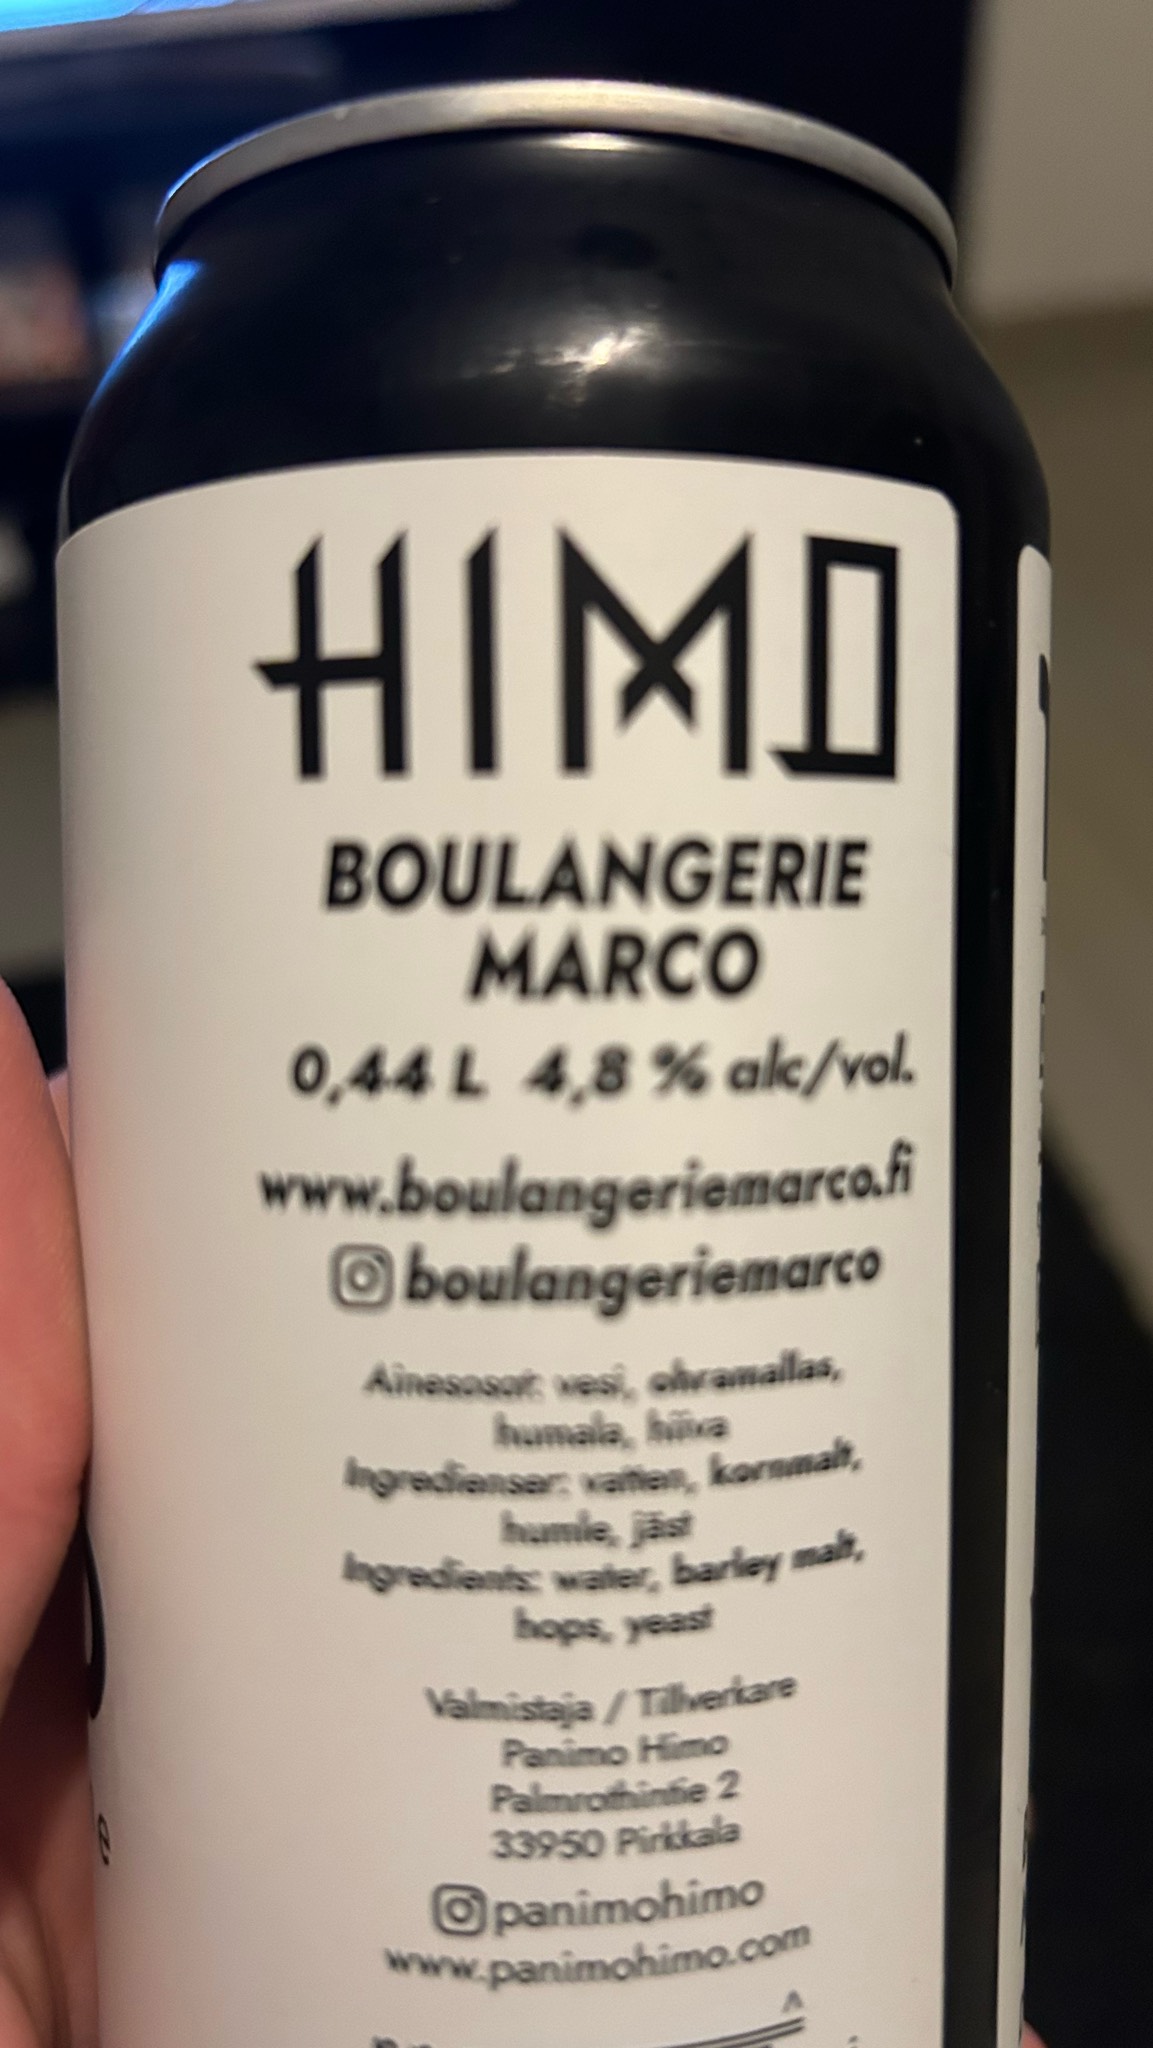 HIMO
BOULANGERIE
MARCO
0,44 L 4,8 % alc/vol.
www.boulangeriemarco.fi
boulangeriemarco
Ainesosat: vesi, ohramallas,
humala, hiiva
Ingredienser: vatten, kornmalt,
humle, jäst
Ingredients: water, barley malt,
hops, yeast
Valmistaja / Tillverkare
Panimo Himo
Palmrothintie 2
33950 Pirkkala
panimohimo
www.panimohimo.com
e